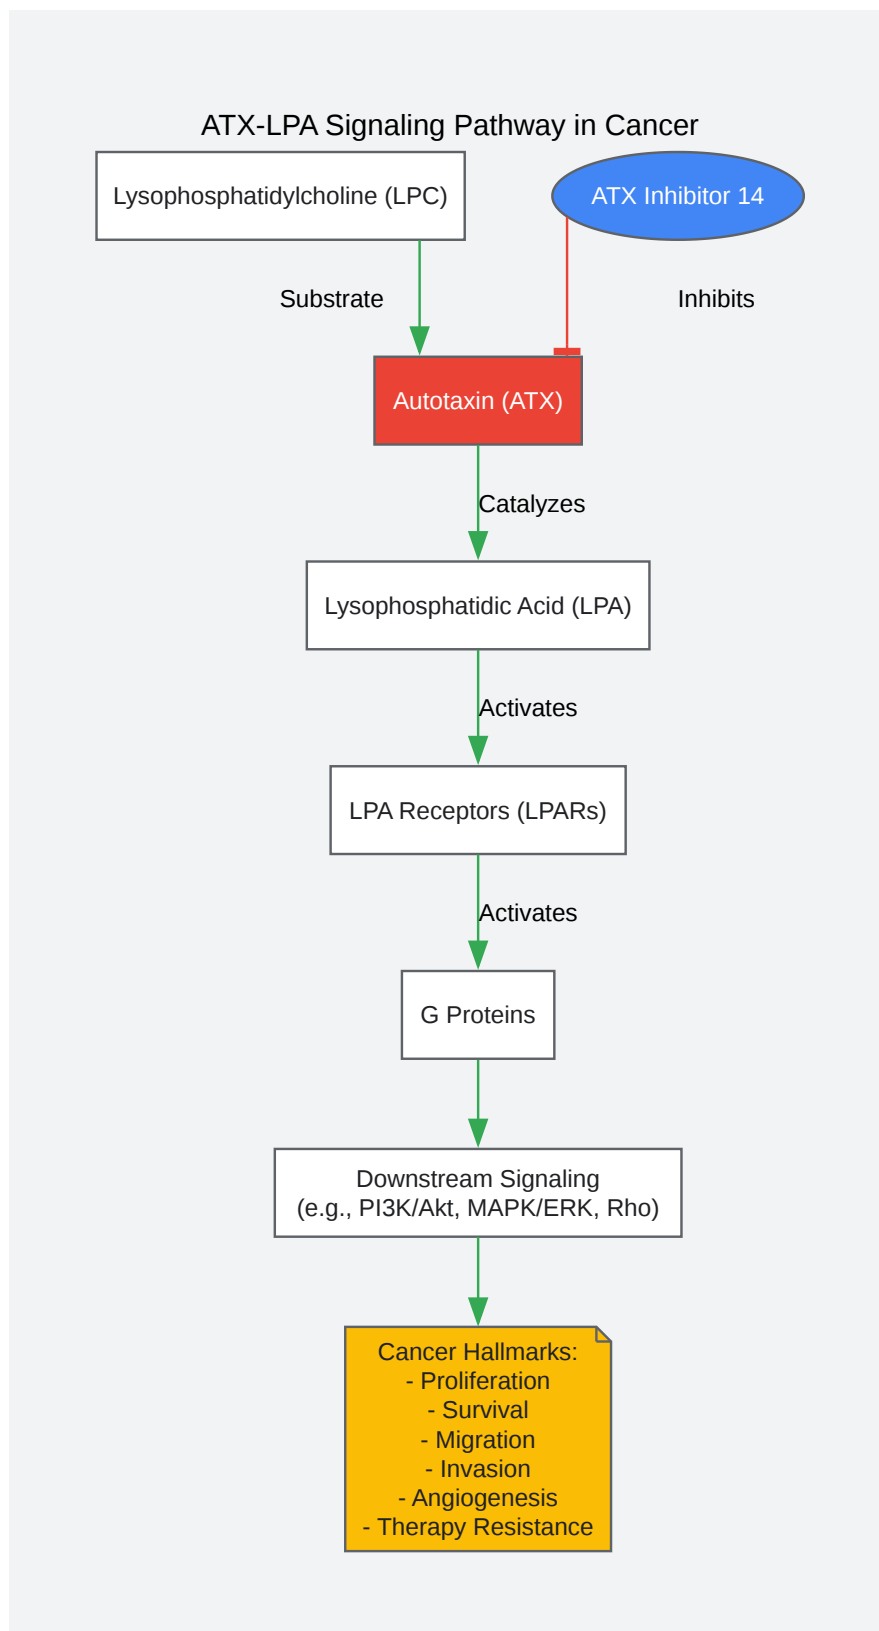 ATX-LPA Signaling Pathway in Cancer
Lysophosphatidylcholine (LPC)
ATX Inhibitor 14
Substrate
Inhibits
Autotaxin (ATX)
Catalyzes
Lysophosphatidic Acid (LPA)
Activates
LPA Receptors (LPARs)
Activates
G Proteins
Downstream Signaling
(e.g., PI3K/Akt, MAPK/ERK, Rho)
Cancer Hallmarks:
- Proliferation
- Survival
- Migration
- Invasion
- Angiogenesis
- Therapy Resistance